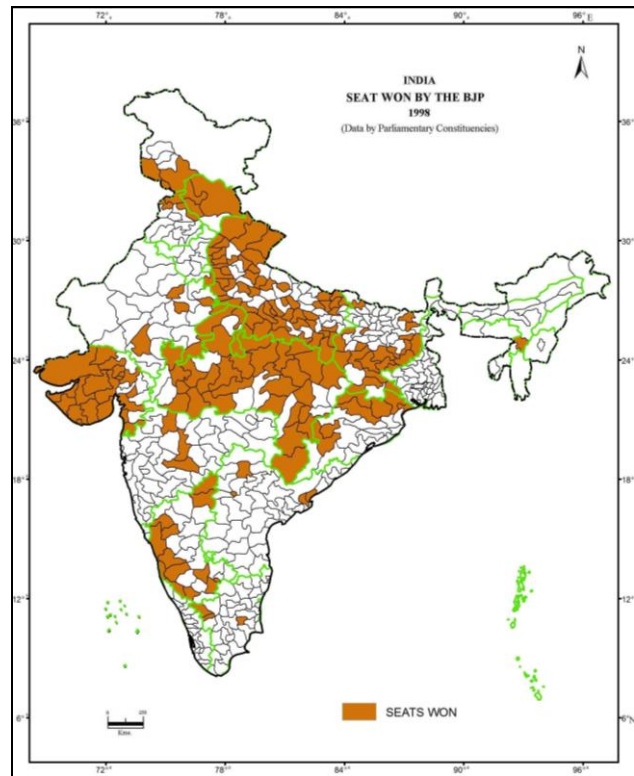 72° 78° 84° 90° 96° E
N
INDIA
SEAT WON BY THE BJP
1998
(Data by Parliamentary Constituencies)
36°
36°
30°
30°
24°
24°
18°
18°
12°
12°
6°
6°N
Kms.
SEATS WON
72° 78° 84° 90° 96°